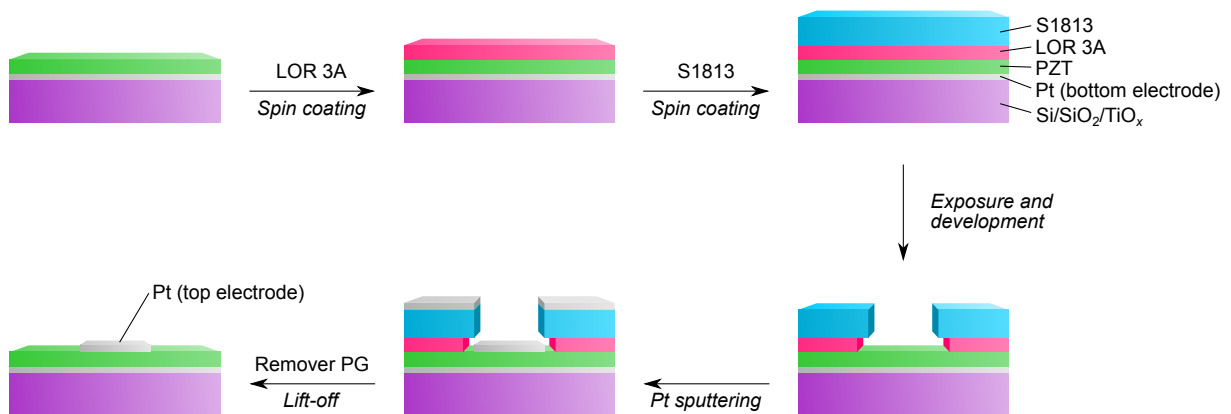 LOR 3A
Spin coating
S1813
Spin coating
S1813
LOR 3A
PZT
Pt (bottom electrode)
Si/SiO₂/TiOₓ
Exposure and
development
Pt sputtering
Remover PG
Lift-off
Pt (top electrode)